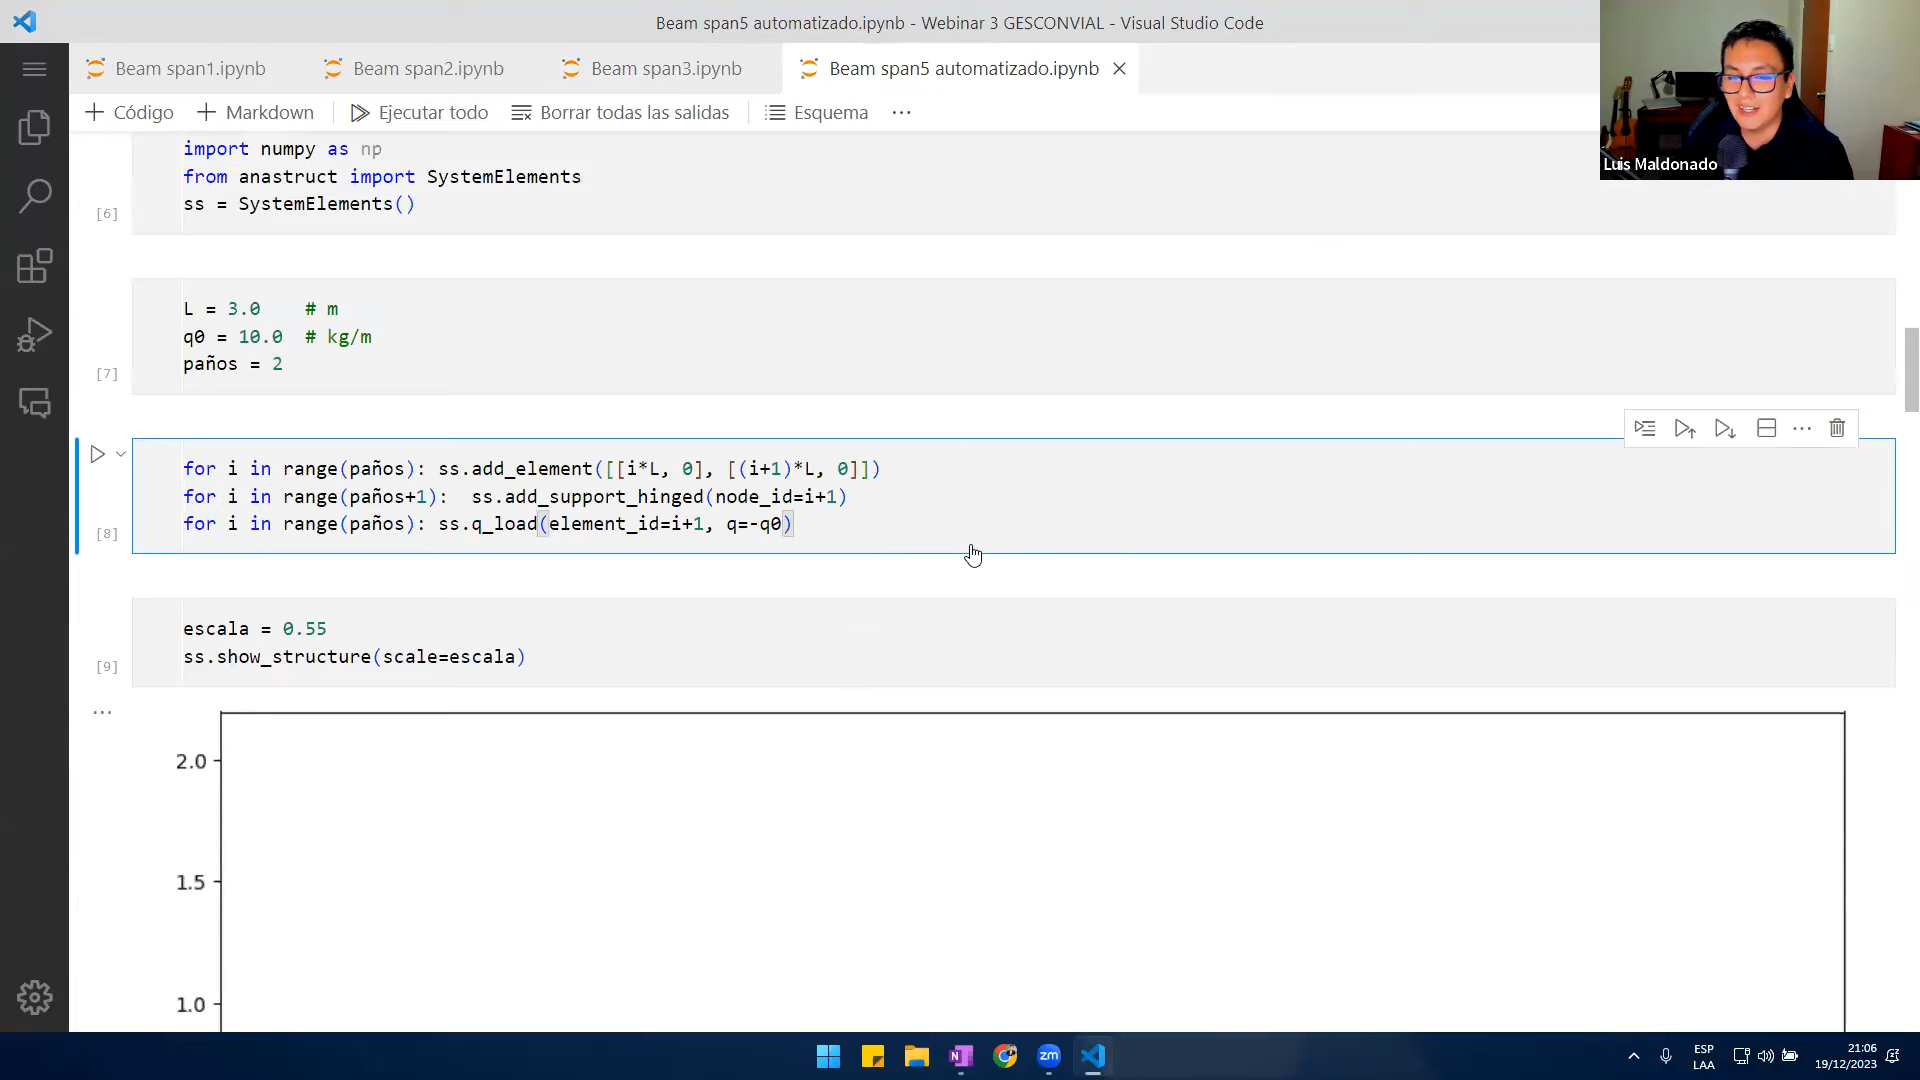 Beam span5 automatizado.ipynb - Webinar 3 GESCONVIAL - Visual Studio Code
Beam span1.ipynb
Beam span2.ipynb
Beam span3.ipynb
Beam span5 automatizado.ipynb
Código
Markdown
Ejecutar todo
Borrar todas las salidas
Esquema
...
Luis Maldonado
import numpy as np
from anastruct import SystemElements
ss = SystemElements()
[6]
L = 3.0    # m
q0 = 10.0  # kg/m
paños = 2
[7]
for i in range(paños): ss.add_element([[i*L, 0], [(i+1)*L, 0]])
for i in range(paños+1):  ss.add_support_hinged(node_id=i+1)
for i in range(paños): ss.q_load(element_id=i+1, q=-q0)
[8]
escala = 0.55
ss.show_structure(scale=escala)
[9]
...
2.0
1.5
1.0
N
zm
ESP
LAA
21:06
19/12/2023